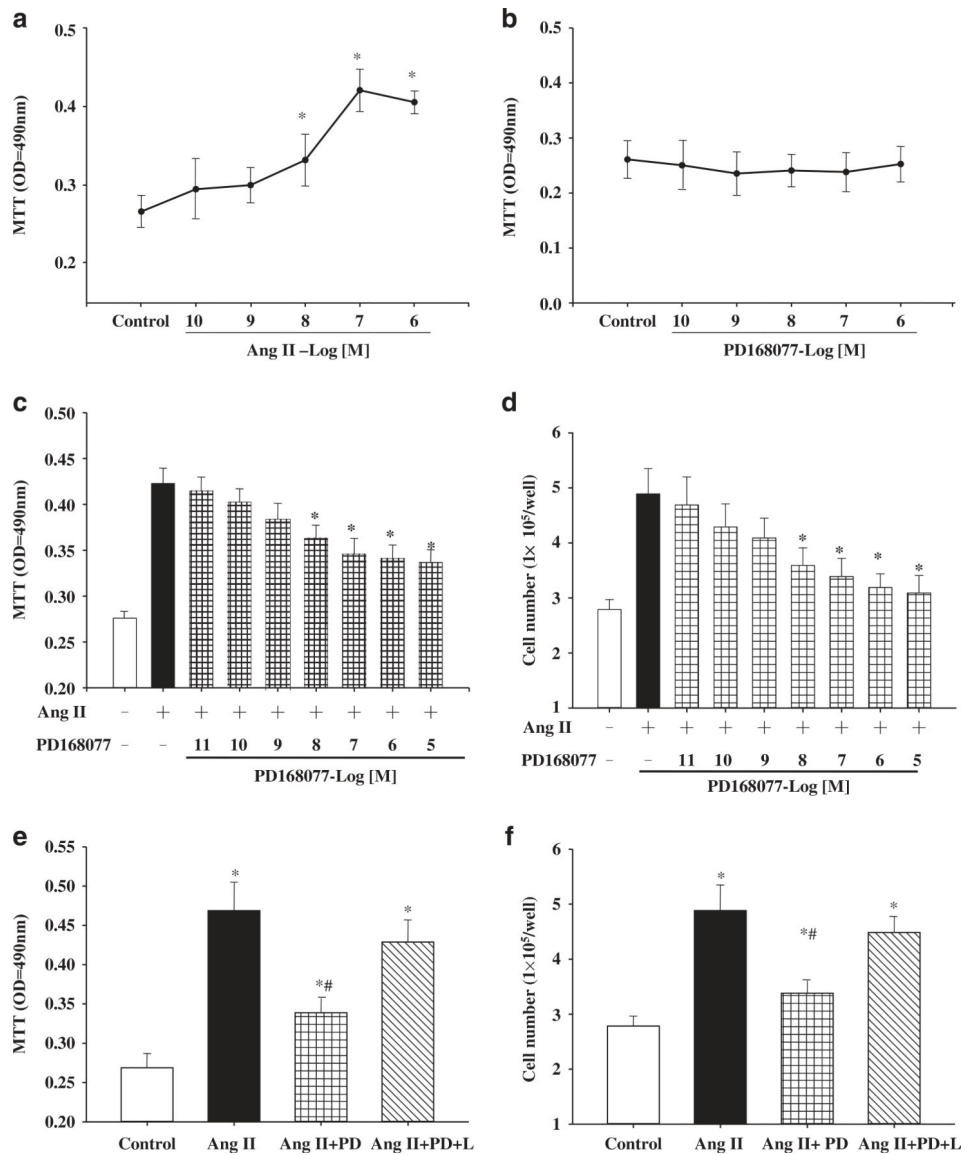 a
0.5
0.4
0.3
0.2
MTT (OD=490nm)
*
*
*
Control 10 9 8 7 6
Ang II –Log [M]
b
0.5
0.4
0.3
0.2
0.1
0.0
MTT (OD=490nm)
Control 10 9 8 7 6
PD168077-Log [M]
c
0.50
0.45
0.40
0.35
0.30
0.25
0.20
MTT (OD=490nm)
* * * *
Ang II – + + + + + + + +
PD168077 – – 11 10 9 8 7 6 5
PD168077-Log [M]
d
6
5
4
3
2
1
Cell number (1× 10⁵/well)
* * * *
Ang II – + + + + + + + +
PD168077 – – 11 10 9 8 7 6 5
PD168077-Log [M]
e
0.55
0.50
0.45
0.40
0.35
0.30
0.25
0.20
MTT (OD=490nm)
* *# *
Control Ang II Ang II+PD Ang II+PD+L
f
6
5
4
3
2
1
Cell number (1×10⁵/well)
* *# *
Control Ang II Ang II+ PD Ang II+PD+L